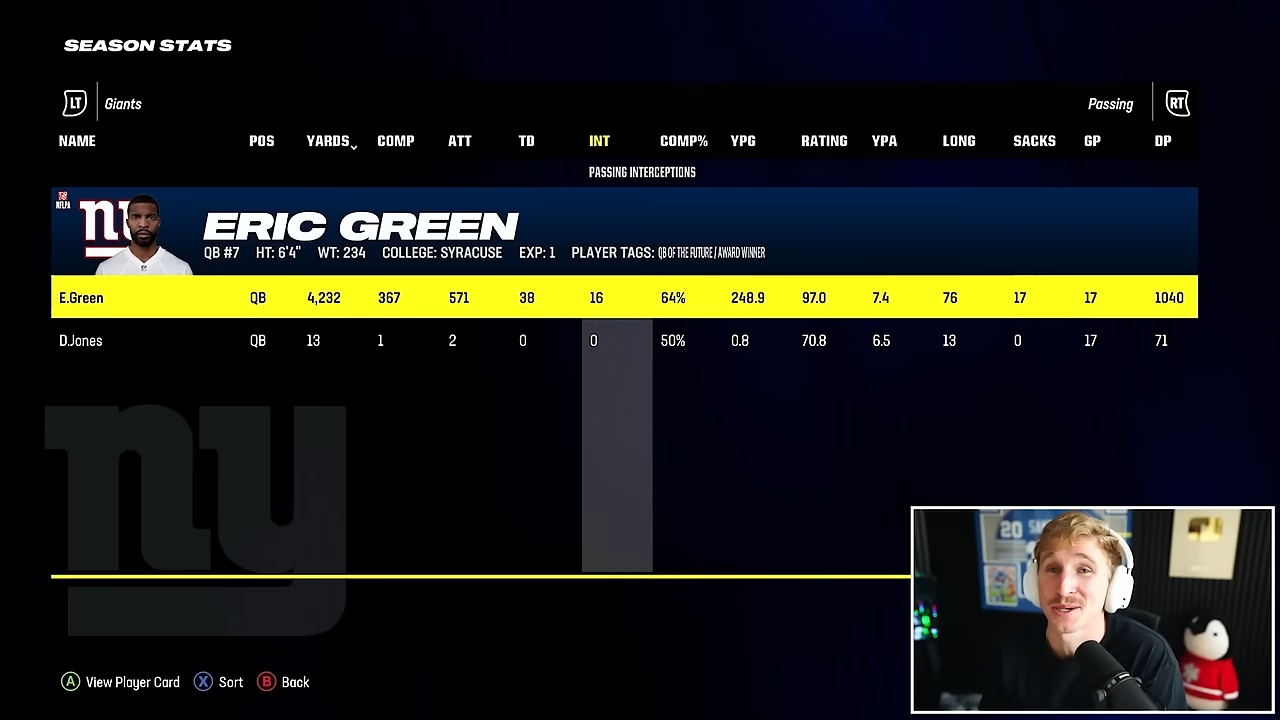 SEASON STATS
LT Giants Passing RT
NAME POS YARDS COMP ATT TD INT COMP% YPG RATING YPA LONG SACKS GP DP
PASSING INTERCEPTIONS
NFLPA
ny
ERIC GREEN
QB #7 HT: 6'4" WT: 234 COLLEGE: SYRACUSE EXP: 1 PLAYER TAGS: QB OF THE FUTURE / AWARD WINNER
E.Green QB 4,232 367 571 38 16 64% 248.9 97.0 7.4 76 17 17 1040
D.Jones QB 13 1 2 0 0 50% 0.8 70.8 6.5 13 0 17 71
ny
20
A View Player Card X Sort B Back